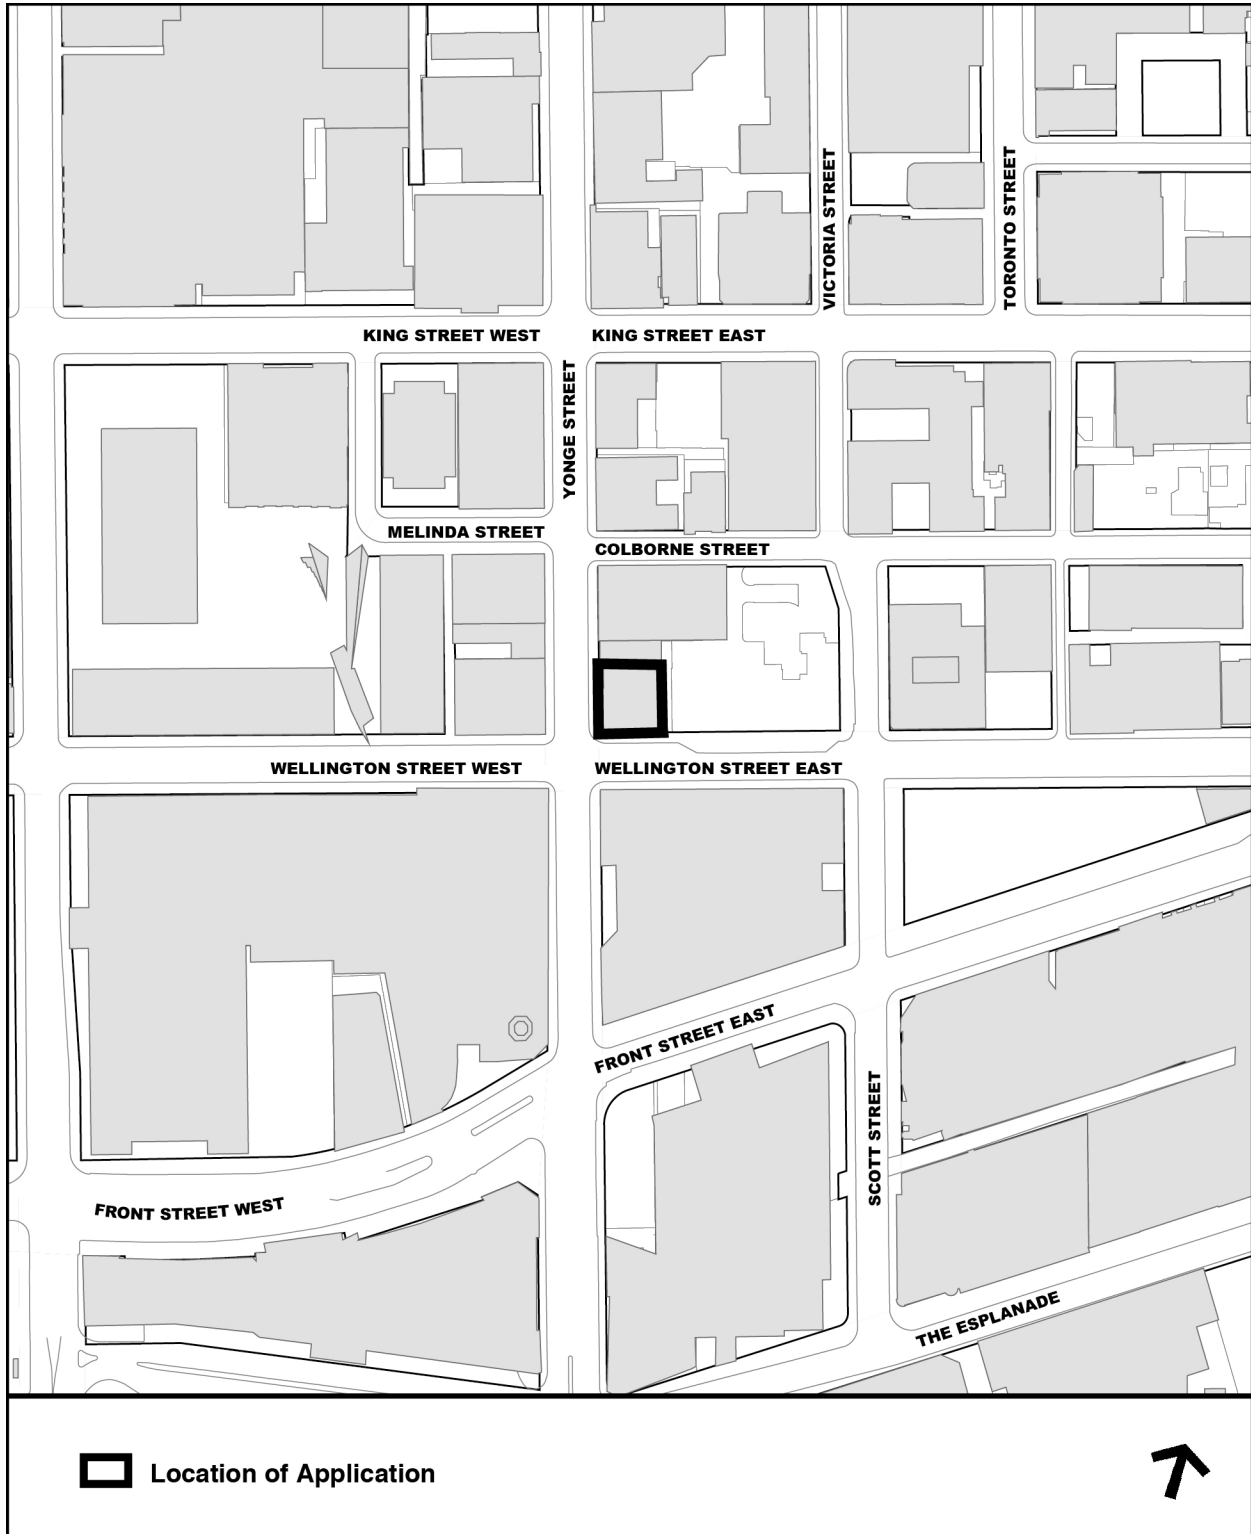 VICTORIA STREET
TORONTO STREET
KING STREET WEST
KING STREET EAST
YONGE STREET
MELINDA STREET
COLBORNE STREET
WELLINGTON STREET WEST
WELLINGTON STREET EAST
FRONT STREET EAST
SCOTT STREET
FRONT STREET WEST
THE ESPLANADE
Location of Application